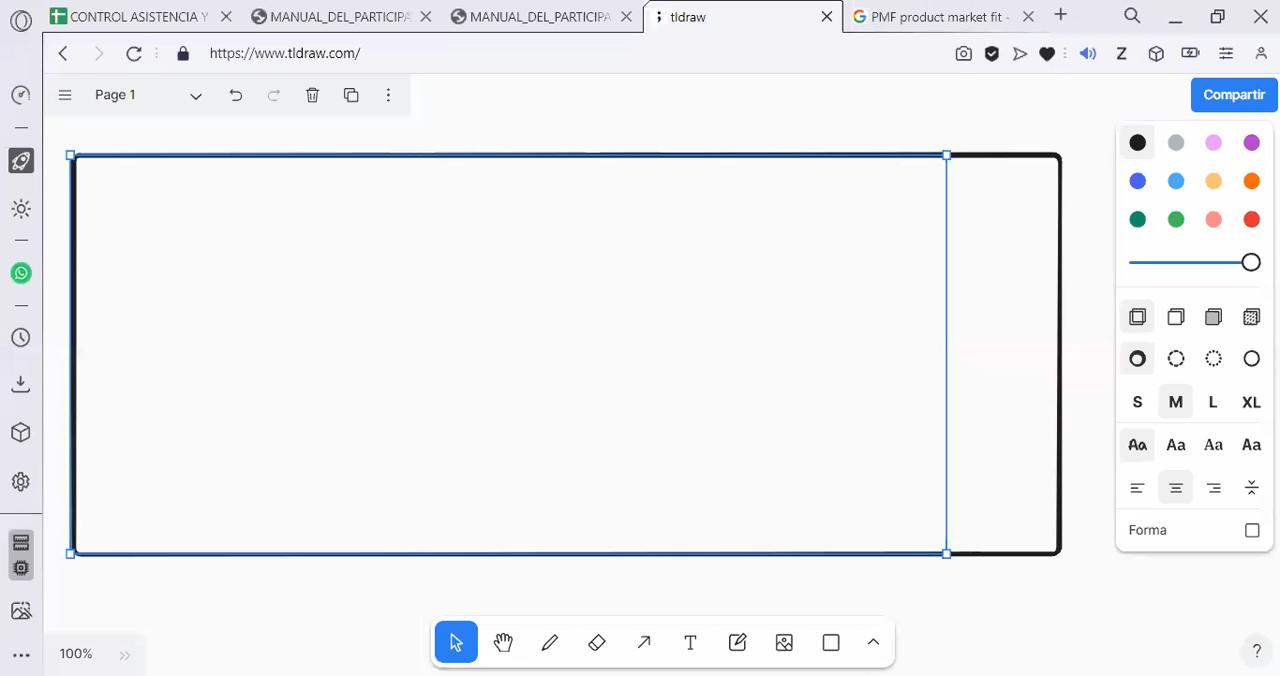 CONTROL ASISTENCIA Y
MANUAL_DEL_PARTICIPA
MANUAL_DEL_PARTICIPA
tldraw
PMF product market fit -
https://www.tldraw.com/
Z
Page 1
Compartir
S M L XL
Aa Aa Aa Aa
Forma
T
100%
?